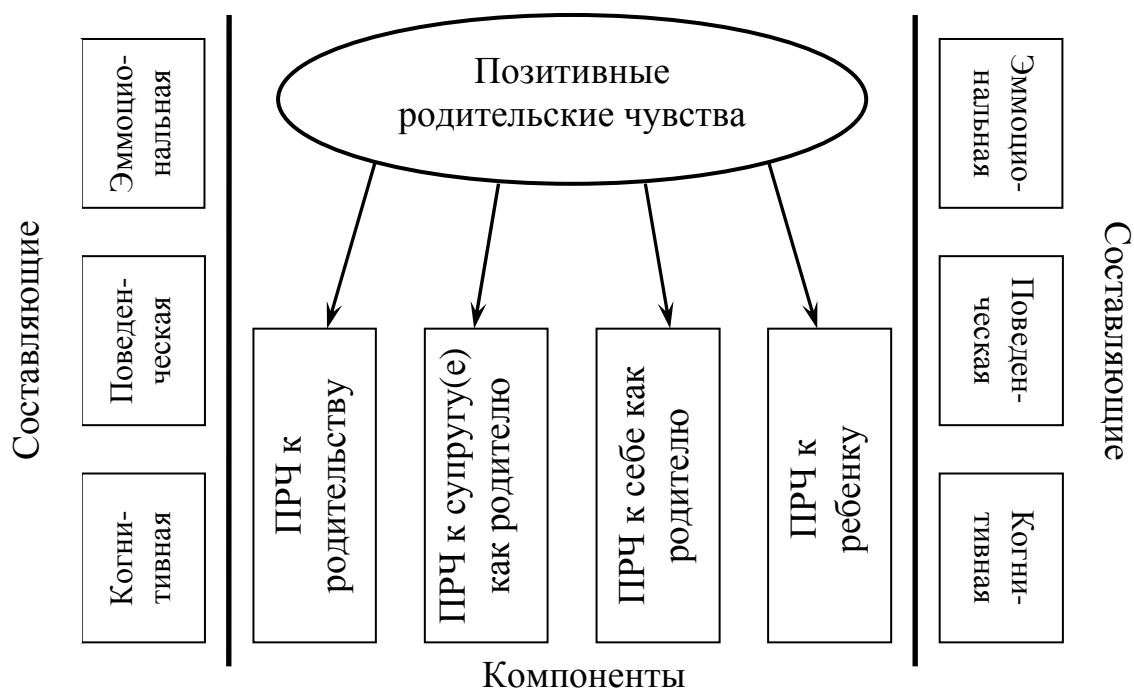 Позитивные
родительские чувства
Составляющие
Эммоцио-
нальная
Поведен-
ческая
Когни-
тивная
ПРЧ к
родительству
ПРЧ к супругу(е)
как родителю
ПРЧ к себе как
родителю
ПРЧ к
ребенку
Эммоцио-
нальная
Поведен-
ческая
Когни-
тивная
Составляющие
Компоненты